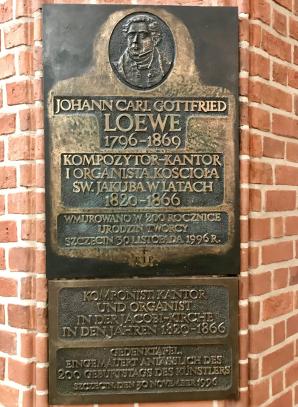 JOHANN CARL GOTTFRIED
LOEWE
1796-1869
KOMPOZYTOR-KANTOR
I ORGANISTA KOŚCIOŁA
ŚW. JAKUBA W LATACH
1820-1866
WMUROWANO W 200 ROCZNICĘ
URODZIN TWÓRCY
SZCZECIN 30 LISTOPADA 1996 R.
R.I.P.
KOMPONIST KANTOR
UND ORGANIST
IN DER JACOBI-KIRCHE
IN DEN JAHREN 1820-1866
GEDENKTAFEL
EINGEMAUERT ANLÄSSLICH DES
200 GEBURTSTAGS DES KÜNSTLERS
SZCZECIN, DEN 30 NOVEMBER 1996